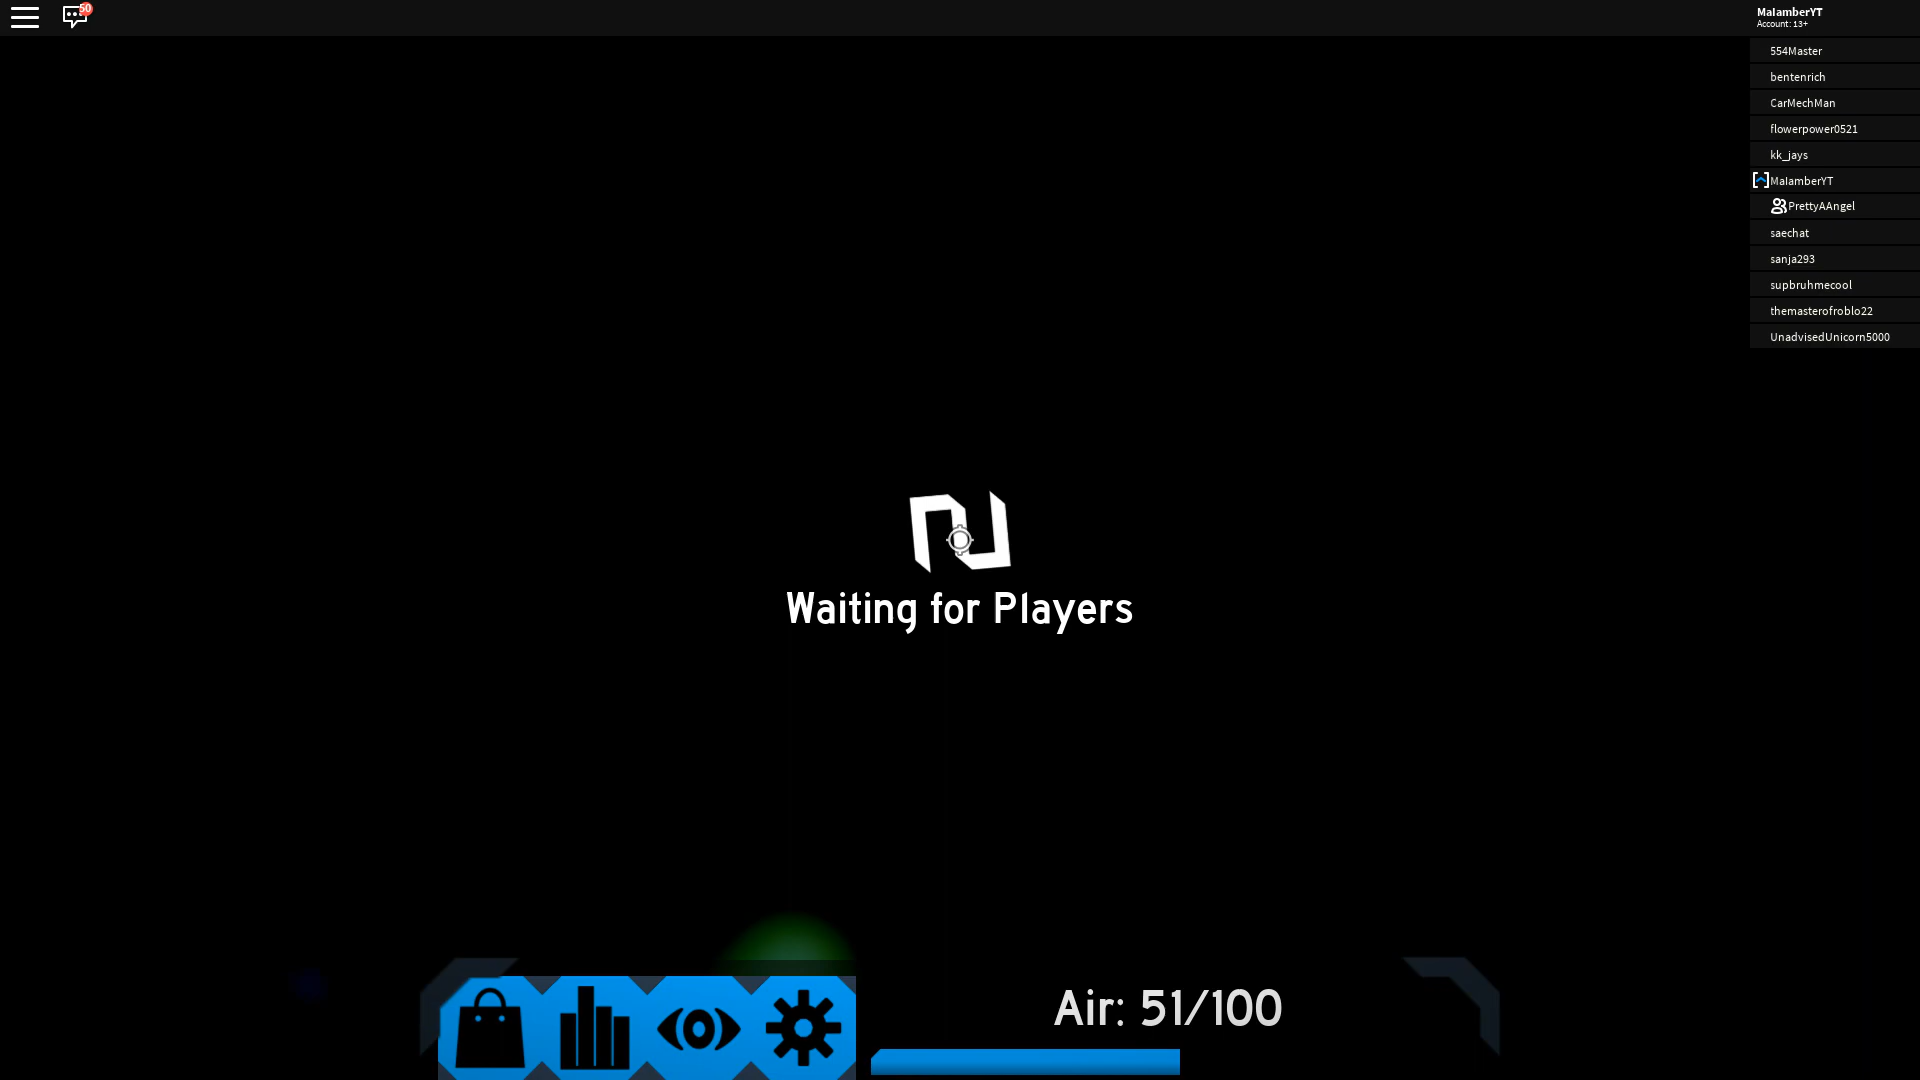 50
MalamberYT
Account: 13+
554Master
bentenrich
CarMechMan
flowerpower0521
kk_jays
MalamberYT
PrettyAAngel
saechat
sanja293
supbruhmecool
themasterofroblo22
UnadvisedUnicorn5000
Waiting for Players
Air: 51/100